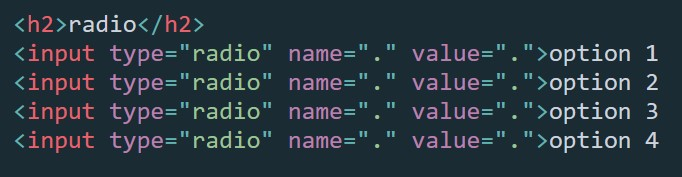 <h2>radio</h2>
<input type="radio" name="." value=".">option 1
<input type="radio" name="." value=".">option 2
<input type="radio" name="." value=".">option 3
<input type="radio" name="." value=".">option 4